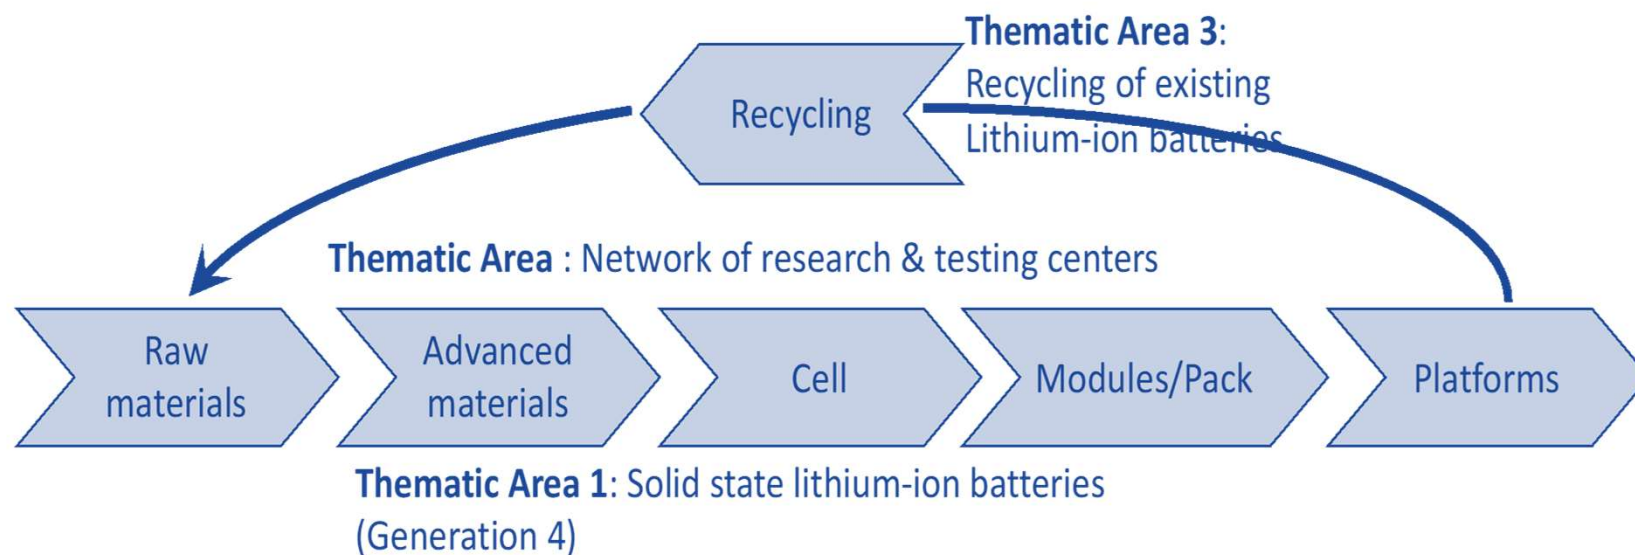 Thematic Area 3:
Recycling of existing
Lithium-ion batteries
Recycling
Thematic Area : Network of research & testing centers
Raw
materials
Advanced
materials
Cell
Modules/Pack
Platforms
Thematic Area 1: Solid state lithium-ion batteries
(Generation 4)